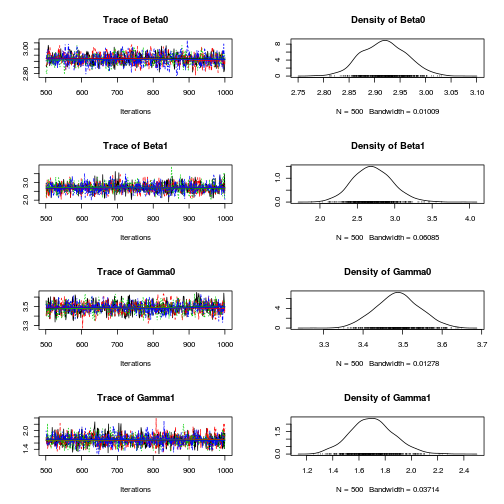 Trace of Beta0
3.00
2.80
500 600 700 800 900 1000
Iterations
Density of Beta0
8
4
0
2.75 2.80 2.85 2.90 2.95 3.00 3.05 3.10
N = 500 Bandwidth = 0.01009
Trace of Beta1
3.0
2.0
500 600 700 800 900 1000
Iterations
Density of Beta1
1.0
0.0
2.0 2.5 3.0 3.5 4.0
N = 500 Bandwidth = 0.06085
Trace of Gamma0
3.5
3.3
500 600 700 800 900 1000
Iterations
Density of Gamma0
4
0
3.3 3.4 3.5 3.6 3.7
N = 500 Bandwidth = 0.01278
Trace of Gamma1
2.0
1.4
500 600 700 800 900 1000
Iterations
Density of Gamma1
1.5
0.0
1.2 1.4 1.6 1.8 2.0 2.2 2.4
N = 500 Bandwidth = 0.03714